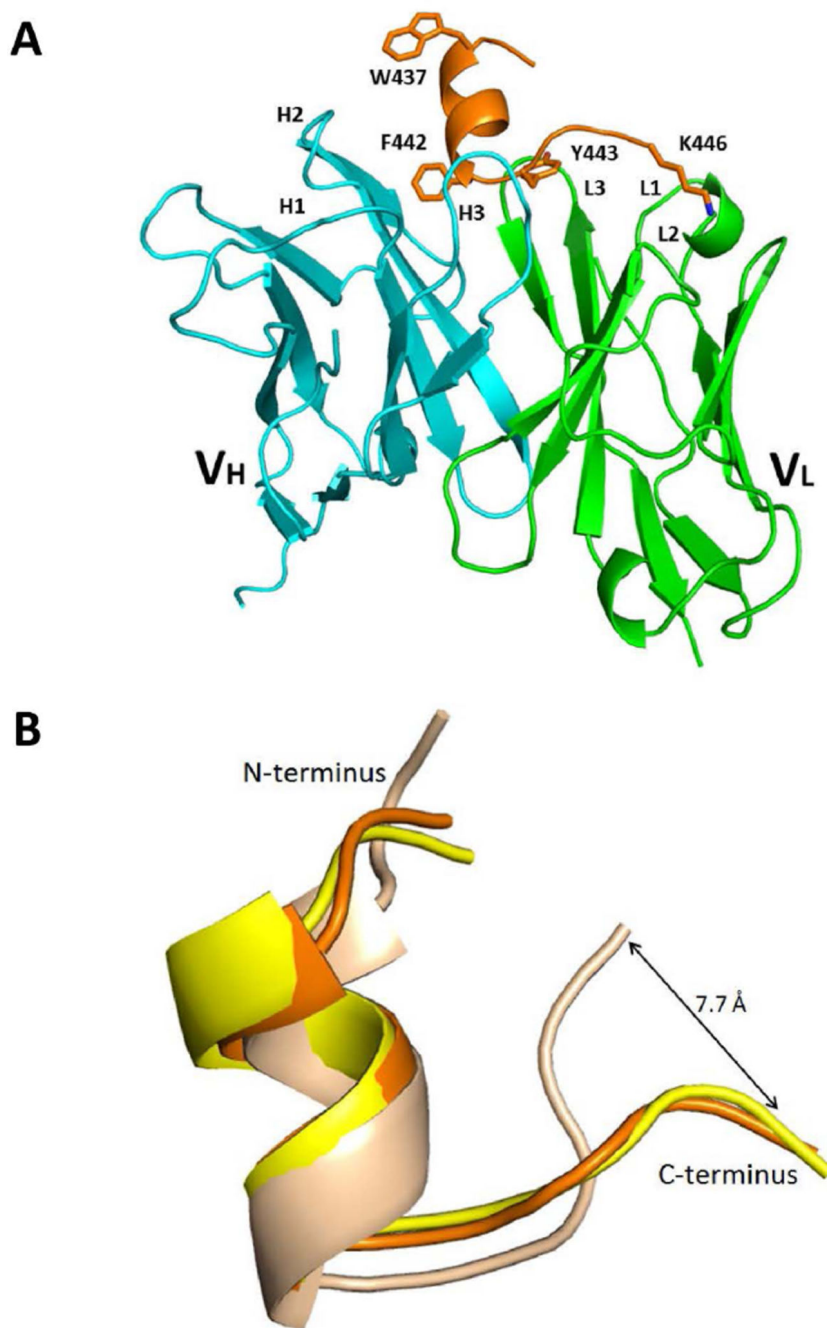 A
W437
H2
F442
Y443
K446
H1
H3
L3
L1
L2
VH
VL
B
N-terminus
7.7 Å
C-terminus